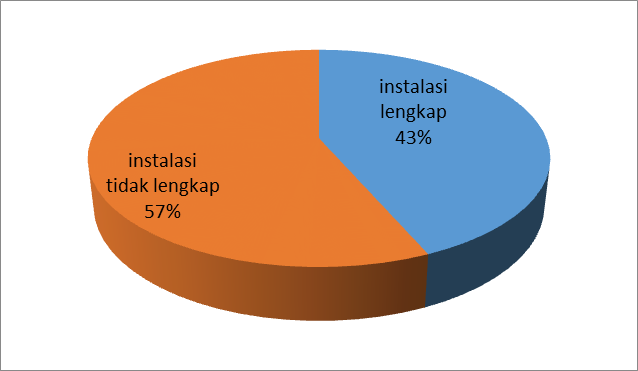 instalasi
lengkap
43%
instalasi
tidak lengkap
57%